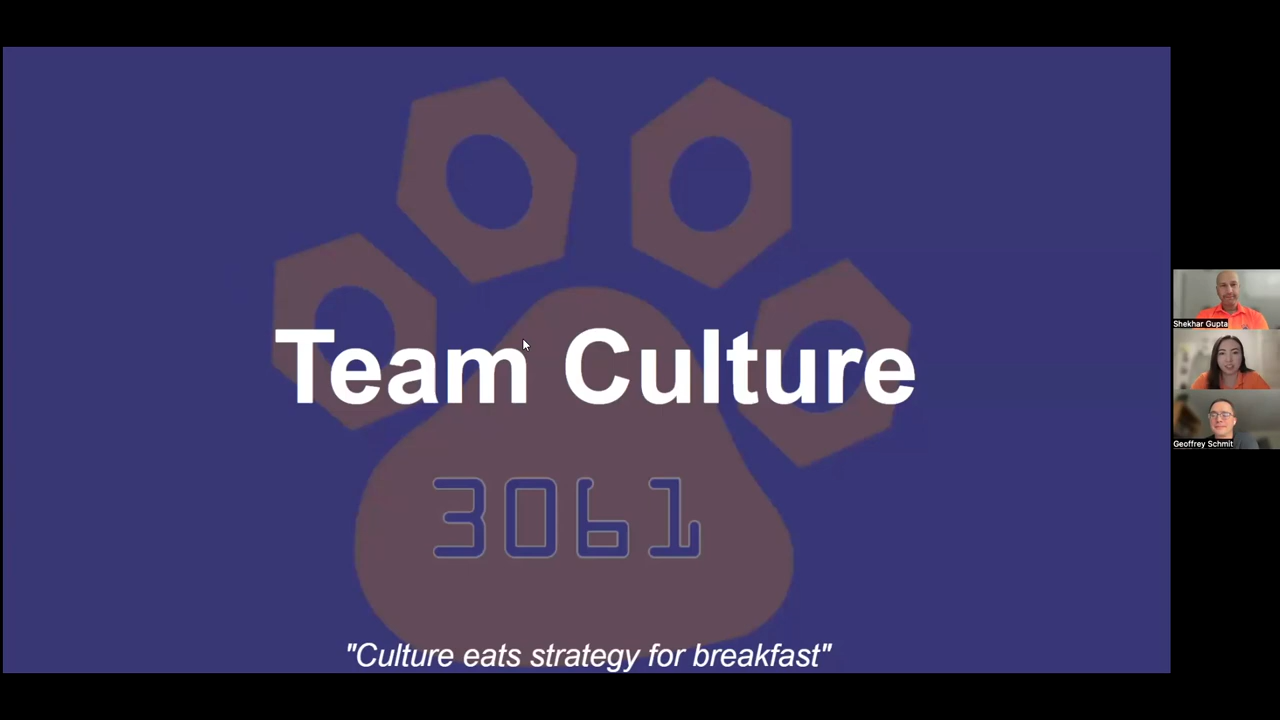 Team Culture
3061
"Culture eats strategy for breakfast"
Shekhar Gupta
Geoffrey Schmit